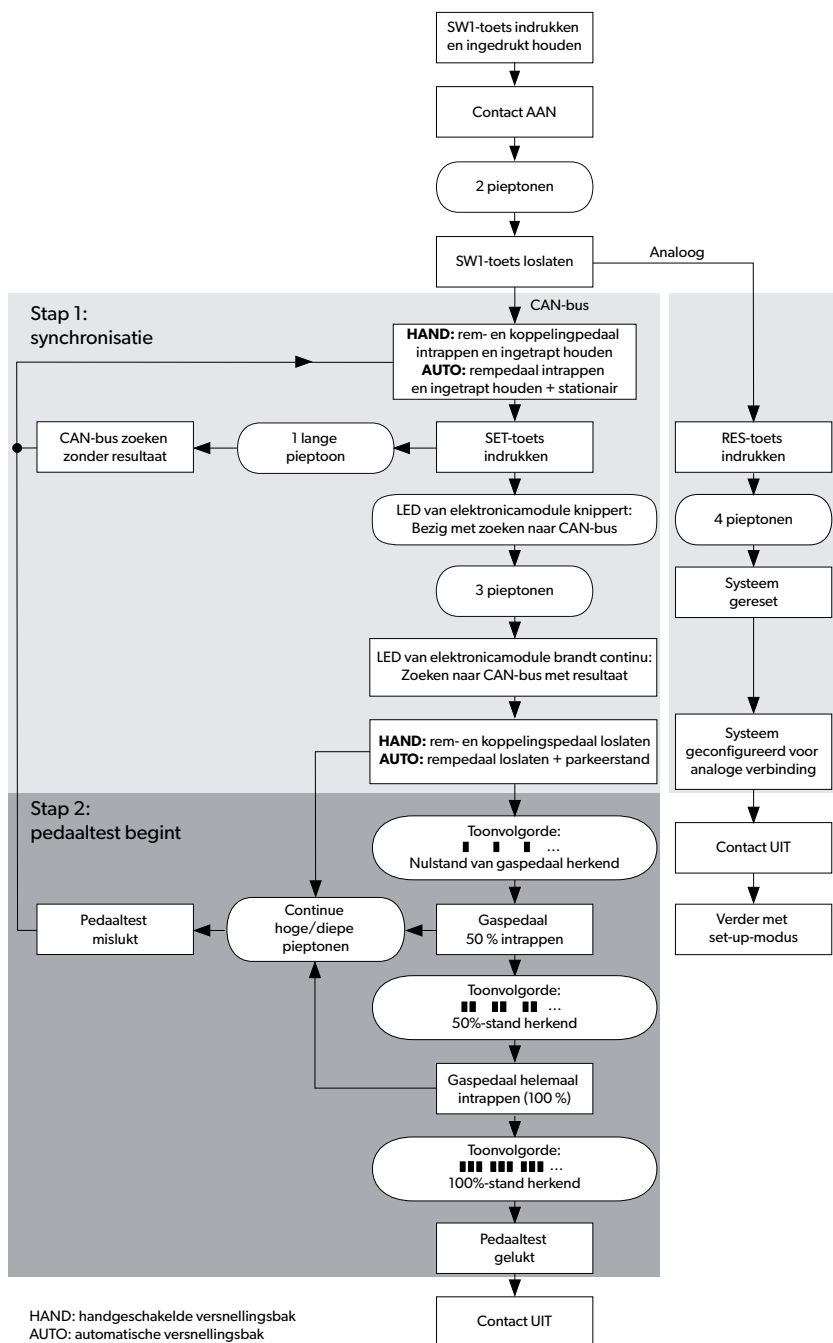 SW1-toets indrukken
en ingedrukt houden
Contact AAN
2 pieptonen
SW1-toets loslaten
Analoog
CAN-bus
Stap 1:
synchronisatie
HAND: rem- en koppelingpedaal
intrappen en ingetrapt houden
AUTO: rempedaal intrappen
en ingetrapt houden + stationair
CAN-bus zoeken
zonder resultaat
1 lange
pieptoon
SET-toets
indrukken
RES-toets
indrukken
LED van elektronicamodule knippert:
Bezig met zoeken naar CAN-bus
4 pieptonen
3 pieptonen
Systeem
gereset
LED van elektronicamodule brandt continu:
Zoeken naar CAN-bus met resultaat
HAND: rem- en koppelingspedaal loslaten
AUTO: rempedaal loslaten + parkeerstand
Systeem
geconfigureerd voor
analoge verbinding
Stap 2:
pedaaltest begint
Toonvolgorde:
...
Nulstand van gaspedaal herkend
Contact UIT
Pedaaltest
mislukt
Continue
hoge/diepe
pieptonen
Gaspedaal
50 % intrappen
Verder met
set-up-modus
Toonvolgorde:
...
50%-stand herkend
Gaspedaal helemaal
intrappen (100 %)
Toonvolgorde:
...
100%-stand herkend
Pedaaltest
gelukt
Contact UIT
HAND: handgeschakelde versnellingsbak
AUTO: automatische versnellingsbak